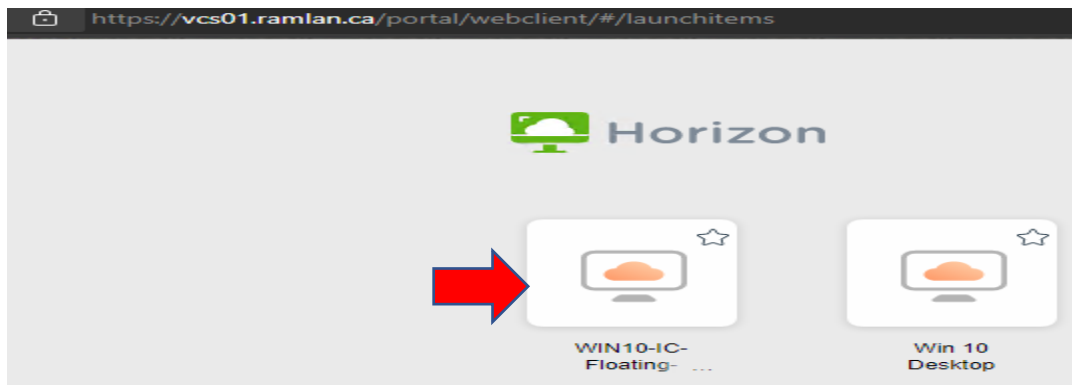 https://vcs01.ramlan.ca/portal/webclient/#/launchitems
Horizon
WIN10-IC-
Floating- ...
Win 10
Desktop